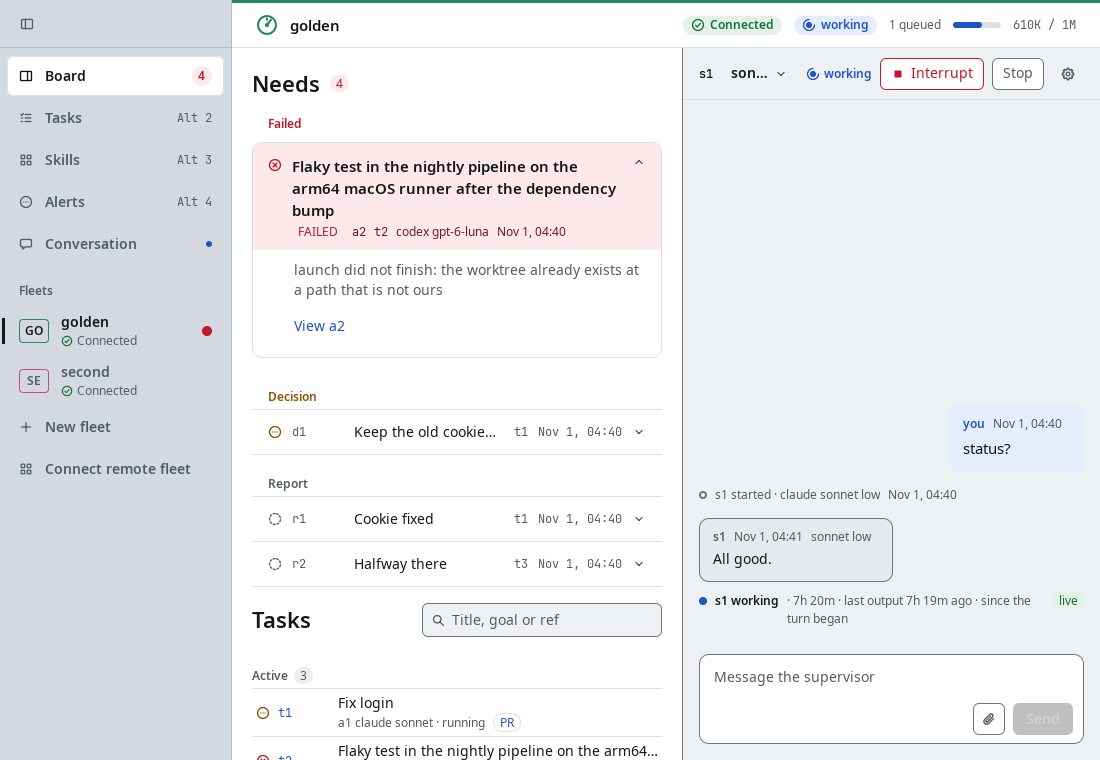 golden
Connected
working
1 queued
610K / 1M
Board
4
Tasks
Alt 2
Skills
Alt 3
Alerts
Alt 4
Conversation
Fleets
GO
golden
Connected
SE
second
Connected
New fleet
Connect remote fleet
Needs
4
Failed
Flaky test in the nightly pipeline on the
arm64 macOS runner after the dependency
bump
FAILED a2 t2 codex gpt-6-luna Nov 1, 04:40
launch did not finish: the worktree already exists at
a path that is not ours
View a2
Decision
d1 Keep the old cookie... t1 Nov 1, 04:40
Report
r1 Cookie fixed t1 Nov 1, 04:40
r2 Halfway there t3 Nov 1, 04:40
Tasks
Title, goal or ref
Active 3
t1 Fix login
a1 claude sonnet · running PR
t2 Flaky test in the nightly pipeline on the arm64...
s1 son... working
Interrupt
Stop
you Nov 1, 04:40
status?
s1 started · claude sonnet low Nov 1, 04:40
s1 Nov 1, 04:41 sonnet low
All good.
s1 working · 7h 20m · last output 7h 19m ago · since the live
turn began
Message the supervisor
Send